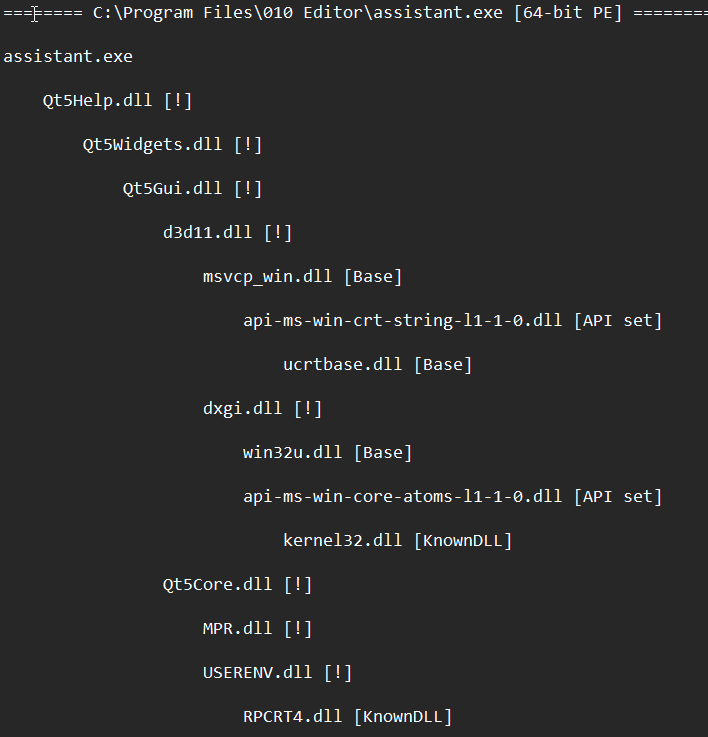 ======== C:\Program Files\010 Editor\assistant.exe [64-bit PE] ========
assistant.exe
Qt5Help.dll [!]
Qt5Widgets.dll [!]
Qt5Gui.dll [!]
d3d11.dll [!]
msvcp_win.dll [Base]
api-ms-win-crt-string-l1-1-0.dll [API set]
ucrtbase.dll [Base]
dxgi.dll [!]
win32u.dll [Base]
api-ms-win-core-atoms-l1-1-0.dll [API set]
kernel32.dll [KnownDLL]
Qt5Core.dll [!]
MPR.dll [!]
USERENV.dll [!]
RPCRT4.dll [KnownDLL]